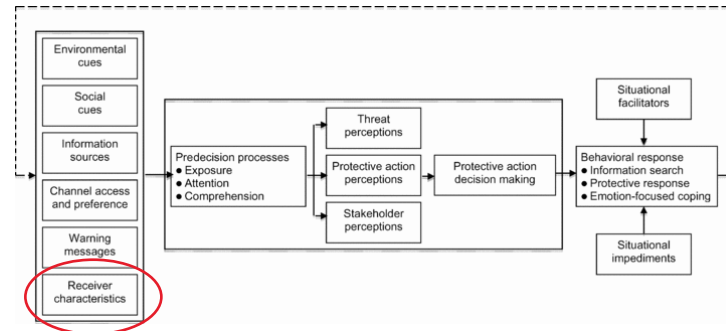 Environmental
cues
Social
cues
Information
sources
Channel access
and preference
Warning
messages
Receiver
characteristics
Predecision processes
● Exposure
● Attention
● Comprehension
Threat
perceptions
Protective action
perceptions
Stakeholder
perceptions
Protective action
decision making
Situational
facilitators
Behavioral response
● Information search
● Protective response
● Emotion-focused coping
Situational
impediments